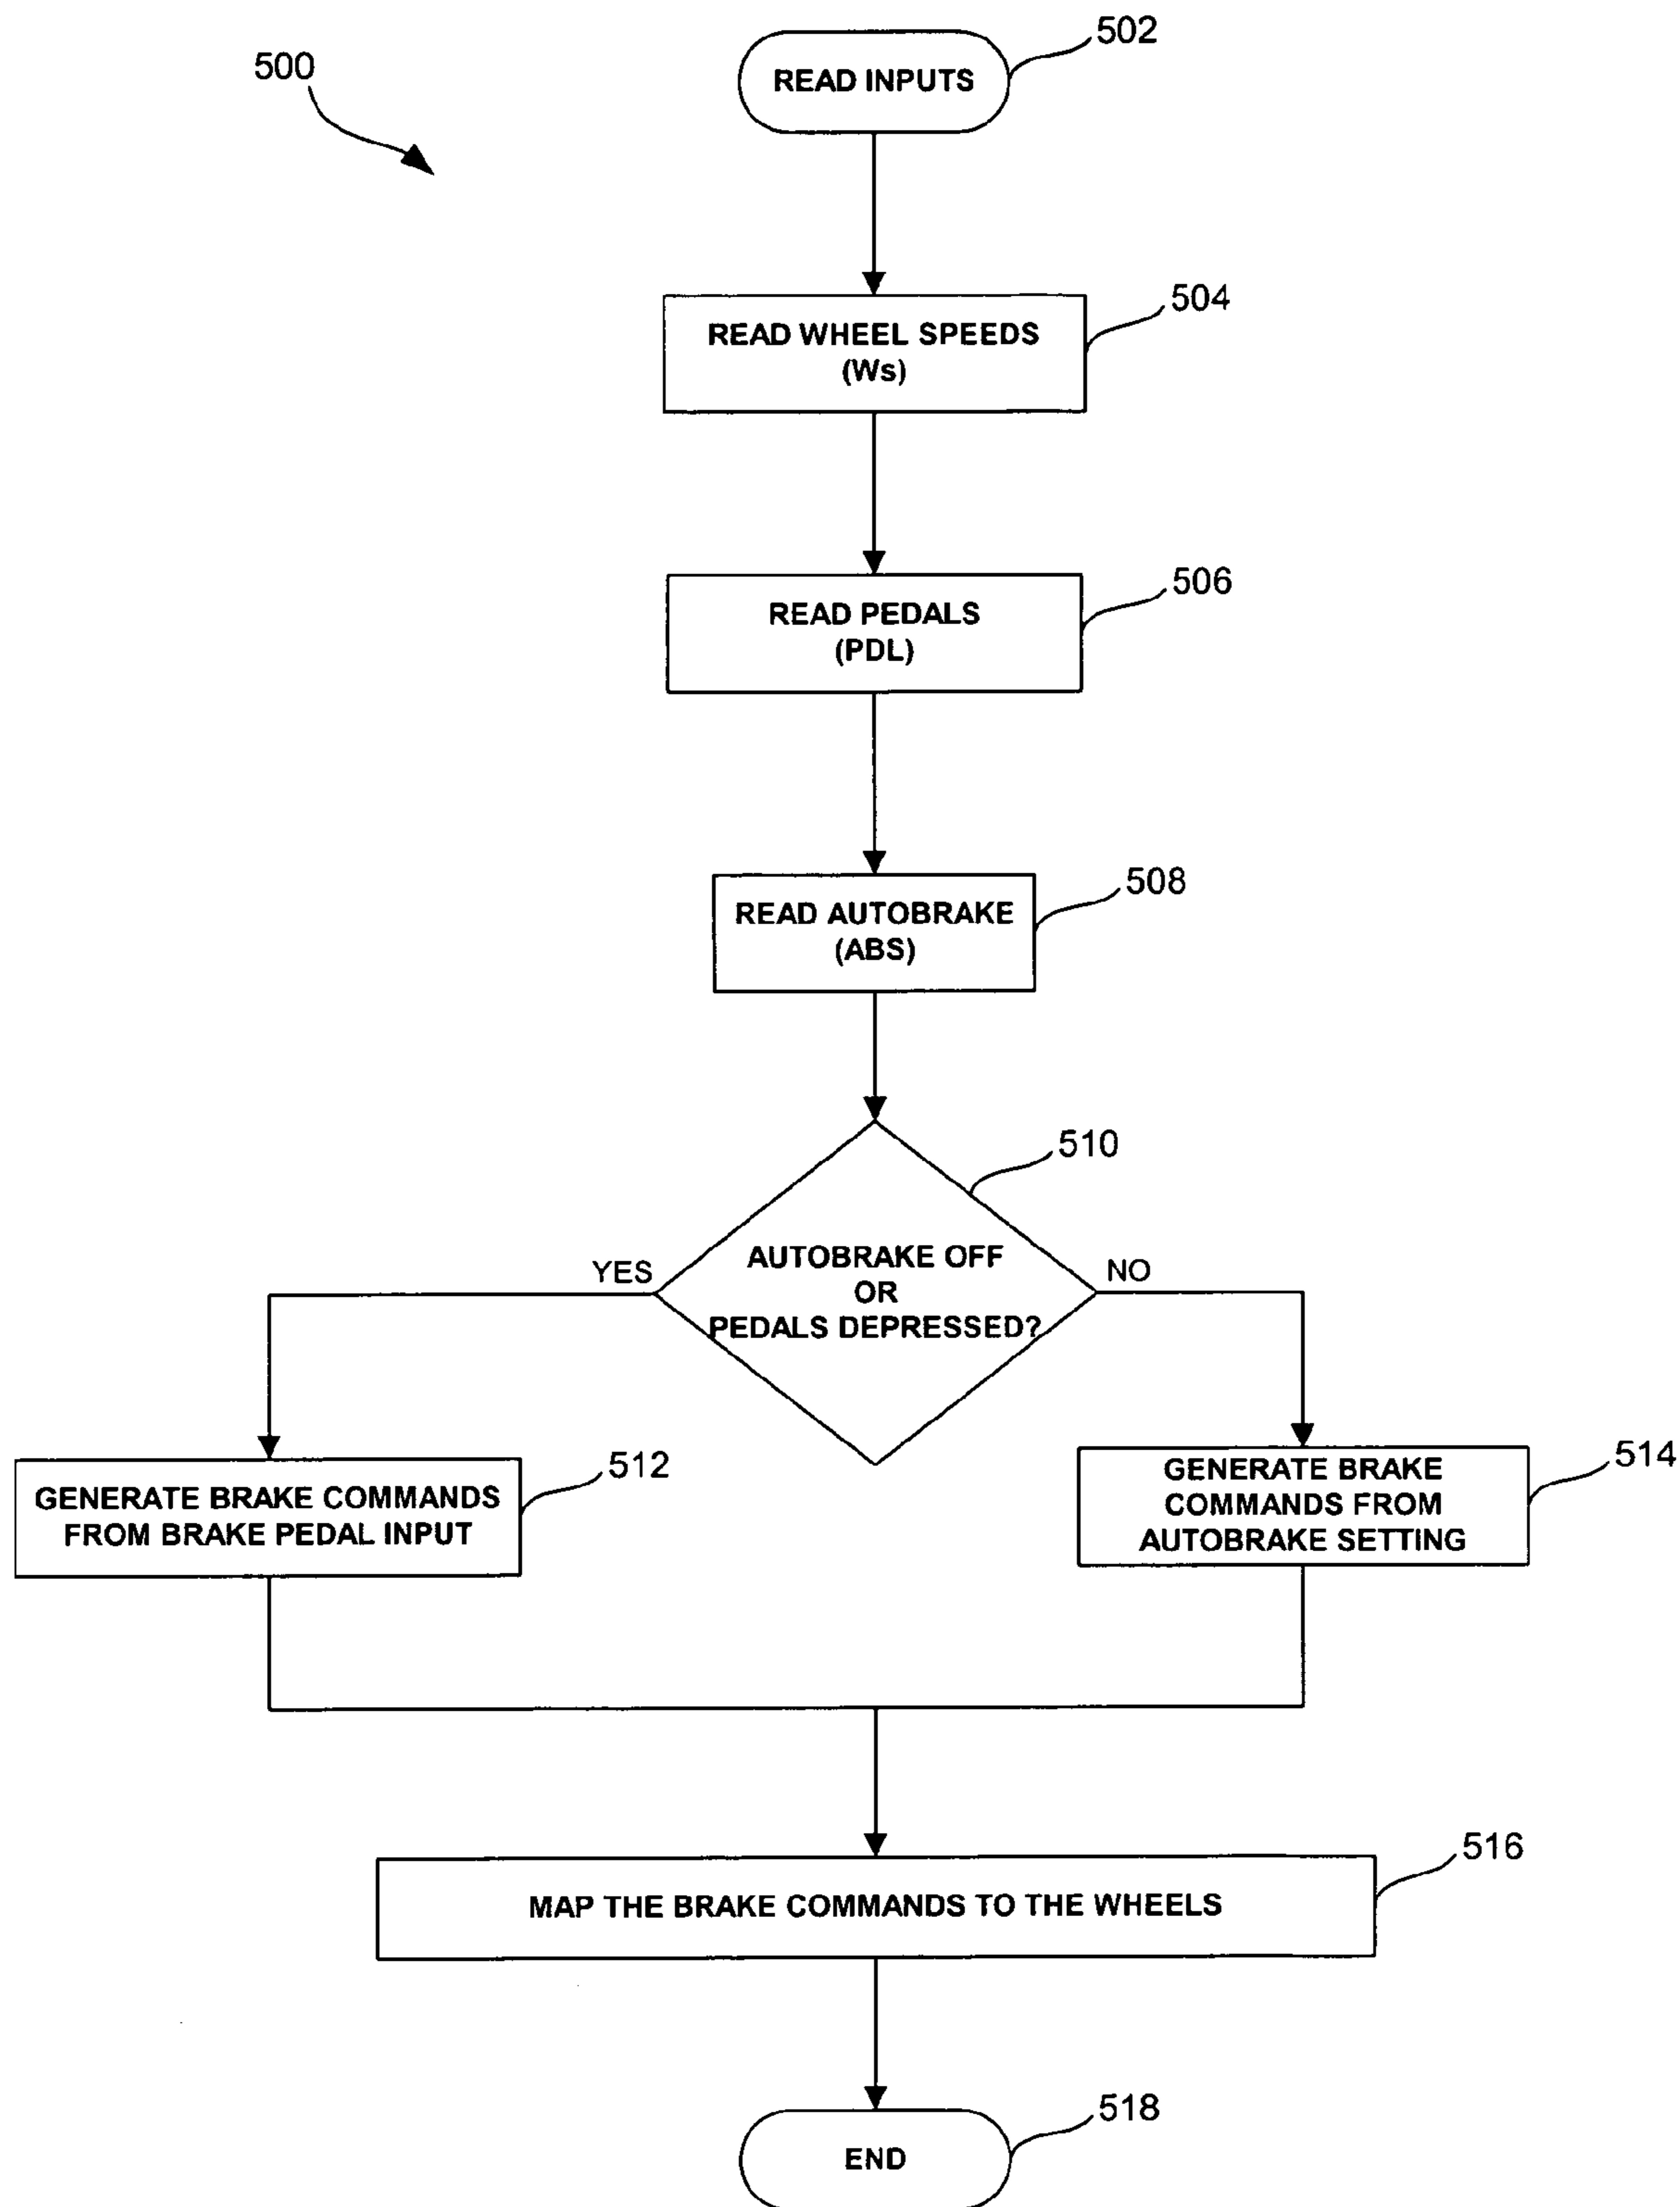 502
READ INPUTS
500
504
READ WHEEL SPEEDS
(Ws)
506
READ PEDALS
(PDL)
508
READ AUTOBRAKE
(ABS)
510
AUTOBRAKE OFF
OR
PEDALS DEPRESSED?
YES
NO
512
GENERATE BRAKE COMMANDS
FROM BRAKE PEDAL INPUT
514
GENERATE BRAKE
COMMANDS FROM
AUTOBRAKE SETTING
516
MAP THE BRAKE COMMANDS TO THE WHEELS
518
END